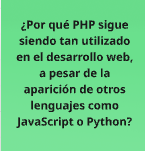 ¿Por qué PHP sigue
siendo tan utilizado
en el desarrollo web,
a pesar de la
aparición de otros
lenguajes como
JavaScript o Python?